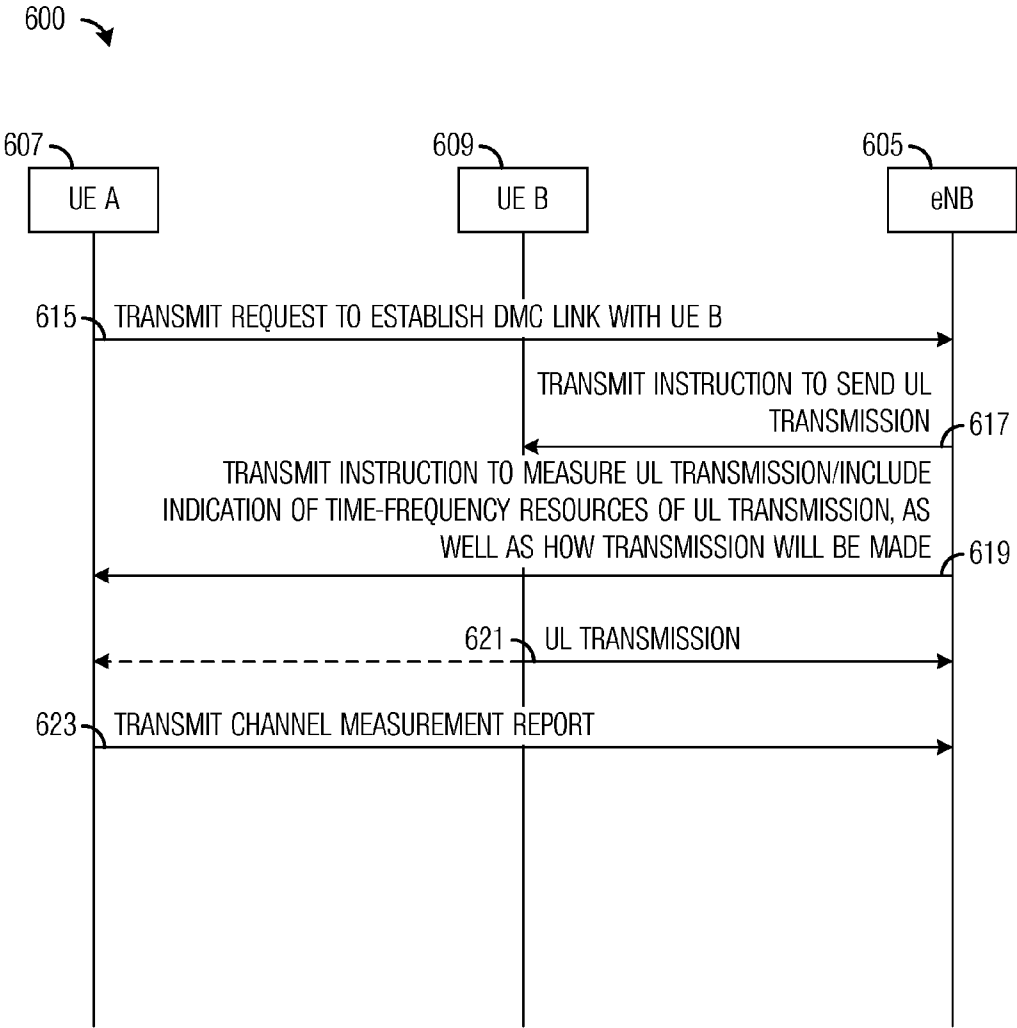 600
607
609
605
UE A
UE B
eNB
615
TRANSMIT REQUEST TO ESTABLISH DMC LINK WITH UE B
TRANSMIT INSTRUCTION TO SEND UL
TRANSMISSION
617
TRANSMIT INSTRUCTION TO MEASURE UL TRANSMISSION/INCLUDE
INDICATION OF TIME-FREQUENCY RESOURCES OF UL TRANSMISSION, AS
WELL AS HOW TRANSMISSION WILL BE MADE
619
621
UL TRANSMISSION
623
TRANSMIT CHANNEL MEASUREMENT REPORT